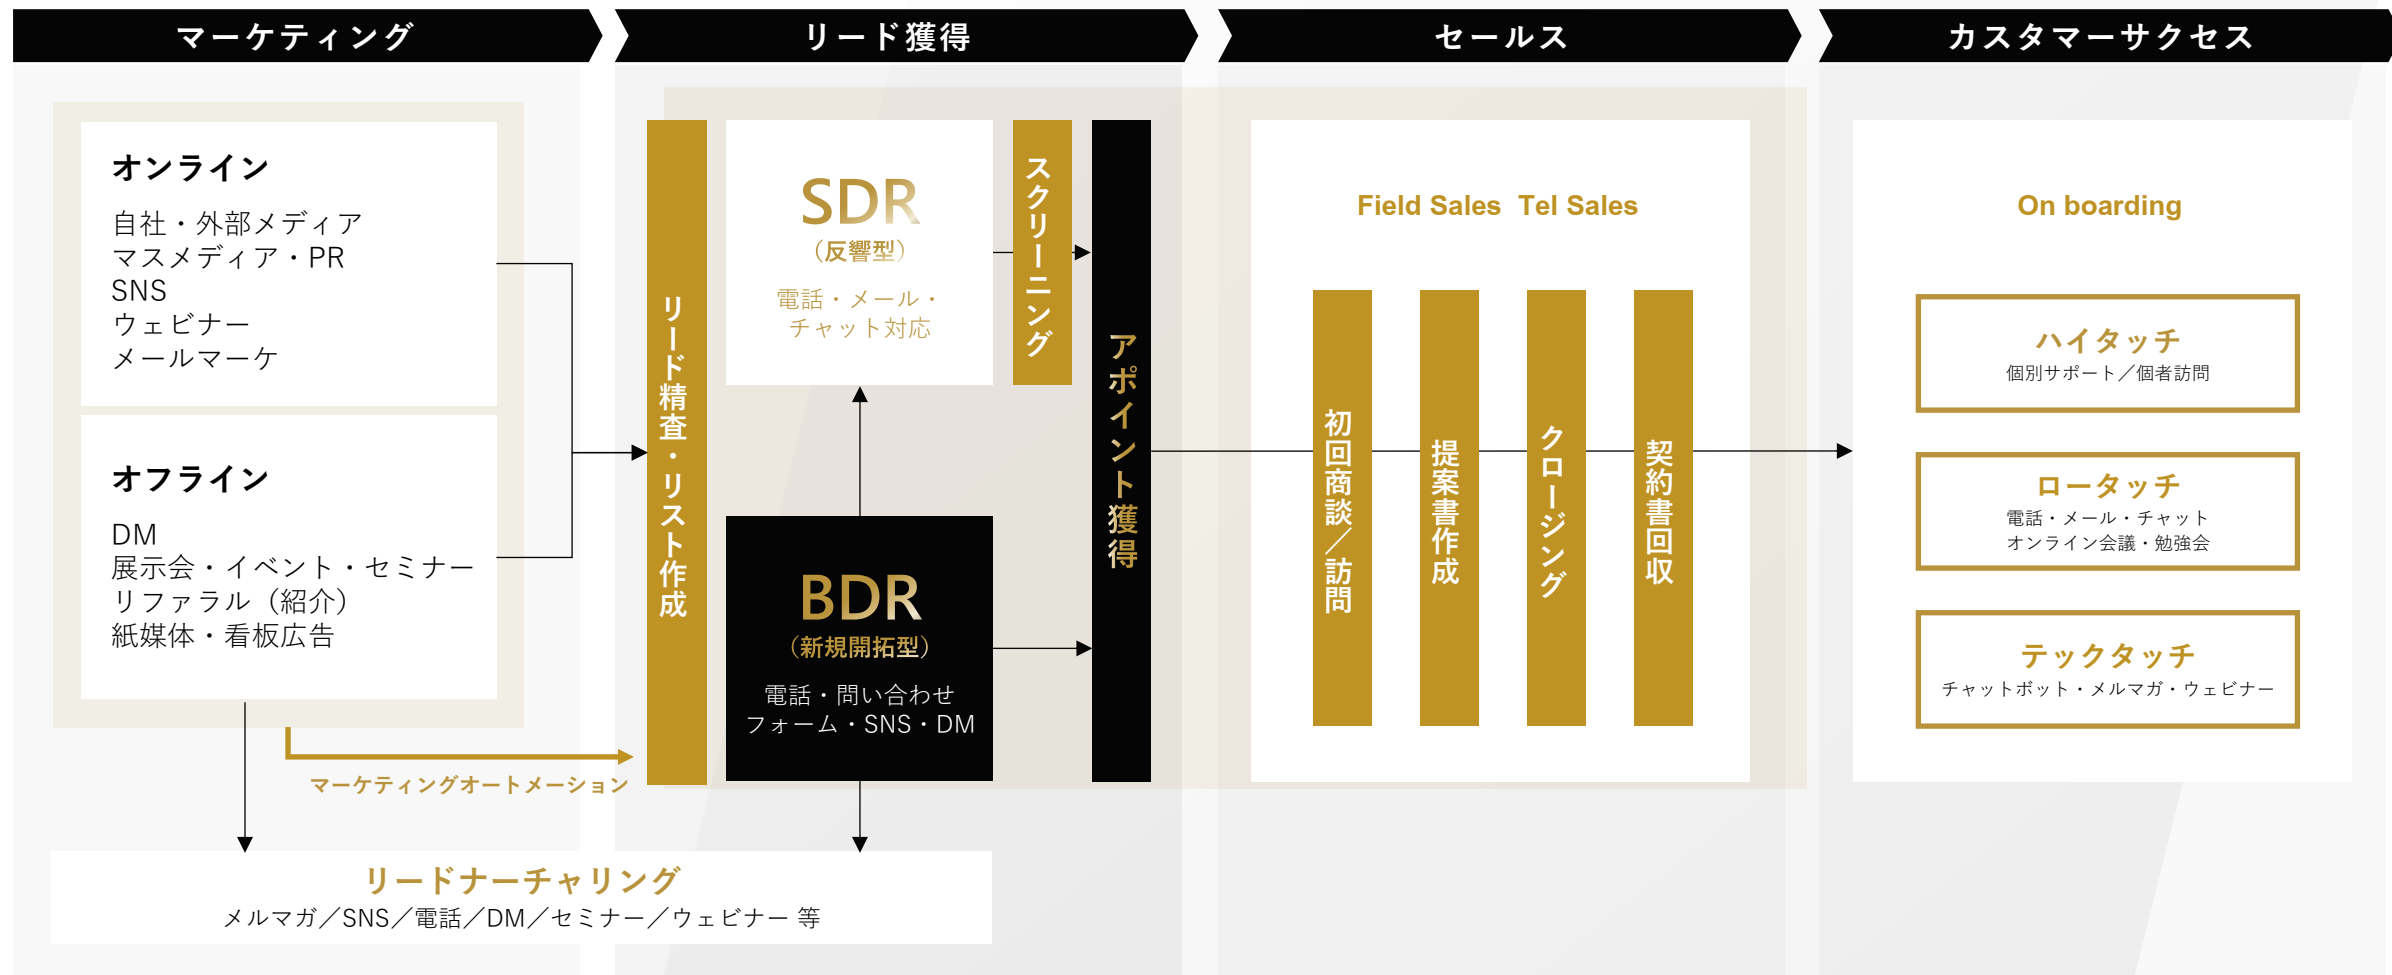 マーケティング
リード獲得
セールス
カスタマーサクセス
オンライン
自社・外部メディア
マスメディア・PR
SNS
ウェビナー
メールマーケ
オフライン
DM
展示会・イベント・セミナー
リファラル（紹介）
紙媒体・看板広告
マーケティングオートメーション
リード精査・リスト作成
SDR
（反響型）
電話・メール・
チャット対応
スクリーニング
BDR
（新規開拓型）
電話・問い合わせ
フォーム・SNS・DM
アポイント獲得
リードナーチャリング
メルマガ／SNS／電話／DM／セミナー／ウェビナー 等
Field Sales Tel Sales
初回商談／訪問
提案書作成
クロージング
契約書回収
On boarding
ハイタッチ
個別サポート／個者訪問
ロータッチ
電話・メール・チャット
オンライン会議・勉強会
テックタッチ
チャットボット・メルマガ・ウェビナー